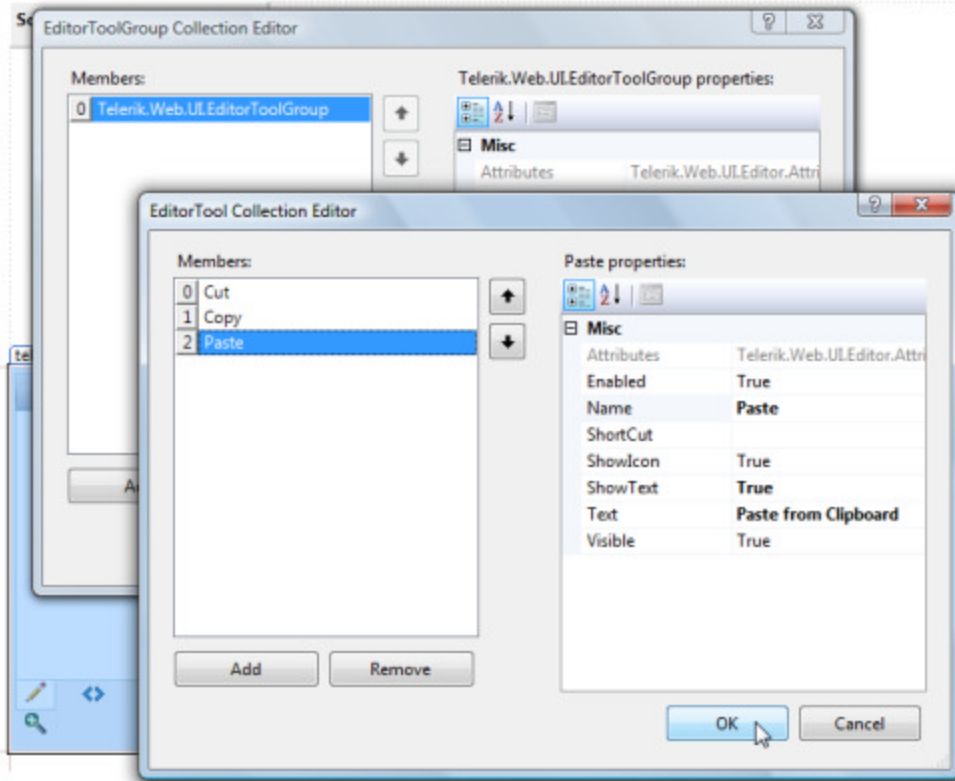 EditorToolGroup Collection Editor
Members:
Telerik.Web.UI.EditorToolGroup properties:
0 Telerik.Web.UI.EditorToolGroup
Misc
Attributes Telerik.Web.UI.Editor.Attri
EditorTool Collection Editor
Members:
Paste properties:
0 Cut
1 Copy
2 Paste
Misc
Attributes Telerik.Web.UI.Editor.Attri
Enabled True
Name Paste
ShortCut
ShowIcon True
ShowText True
Text Paste from Clipboard
Visible True
Add Remove
OK Cancel